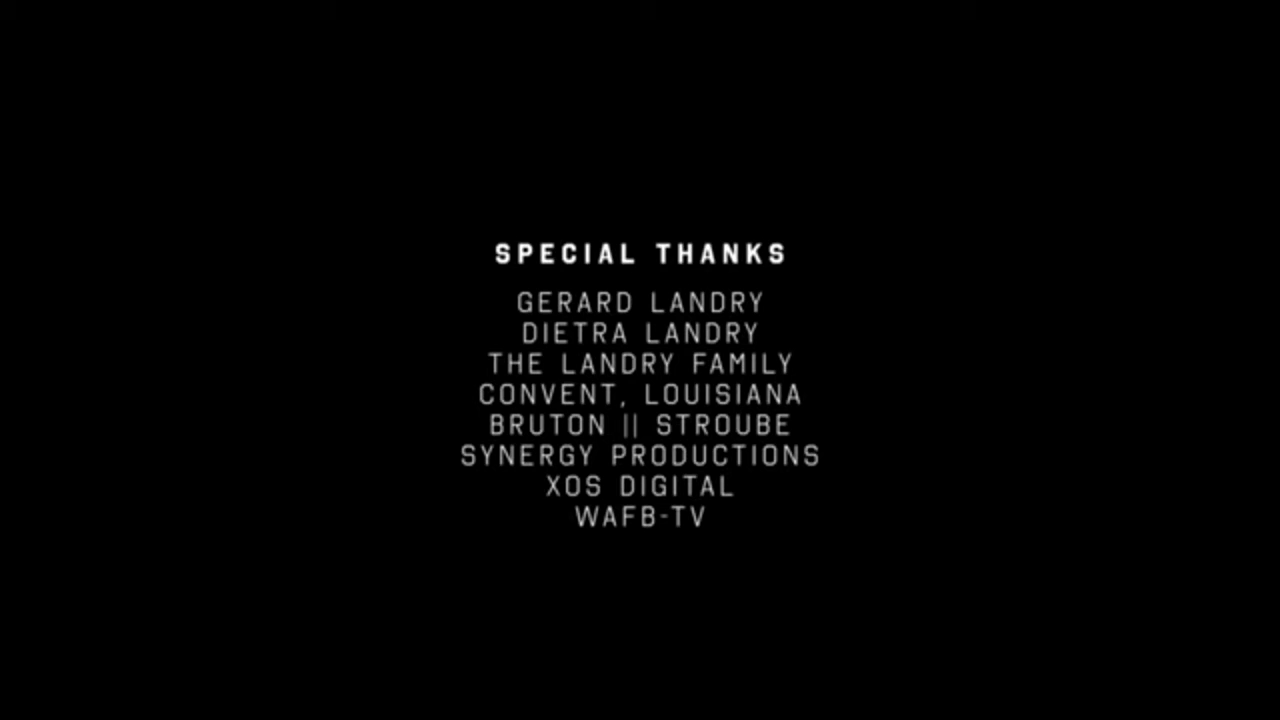 SPECIAL THANKS
GERARD LANDRY
DIETRA LANDRY
THE LANDRY FAMILY
CONVENT, LOUISIANA
BRUTON || STROUBE
SYNERGY PRODUCTIONS
XOS DIGITAL
WAFB-TV